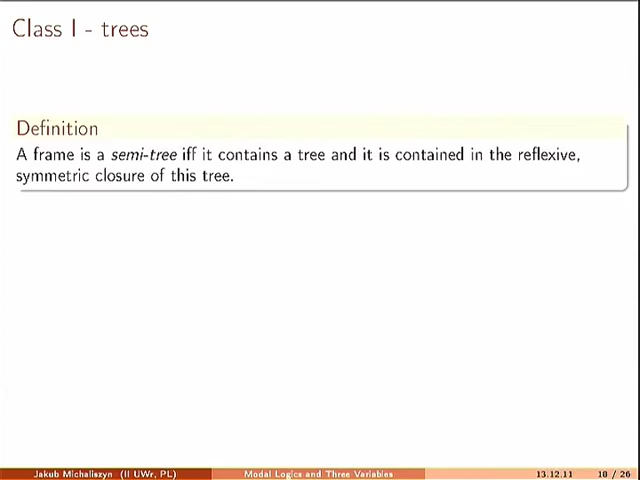 Class I - trees
Definition
A frame is a semi-tree iff it contains a tree and it is contained in the reflexive,
symmetric closure of this tree.
Jakub Michaliszyn (II UWr, PL) Modal Logics and Three Variables 13.12.11 18 / 26